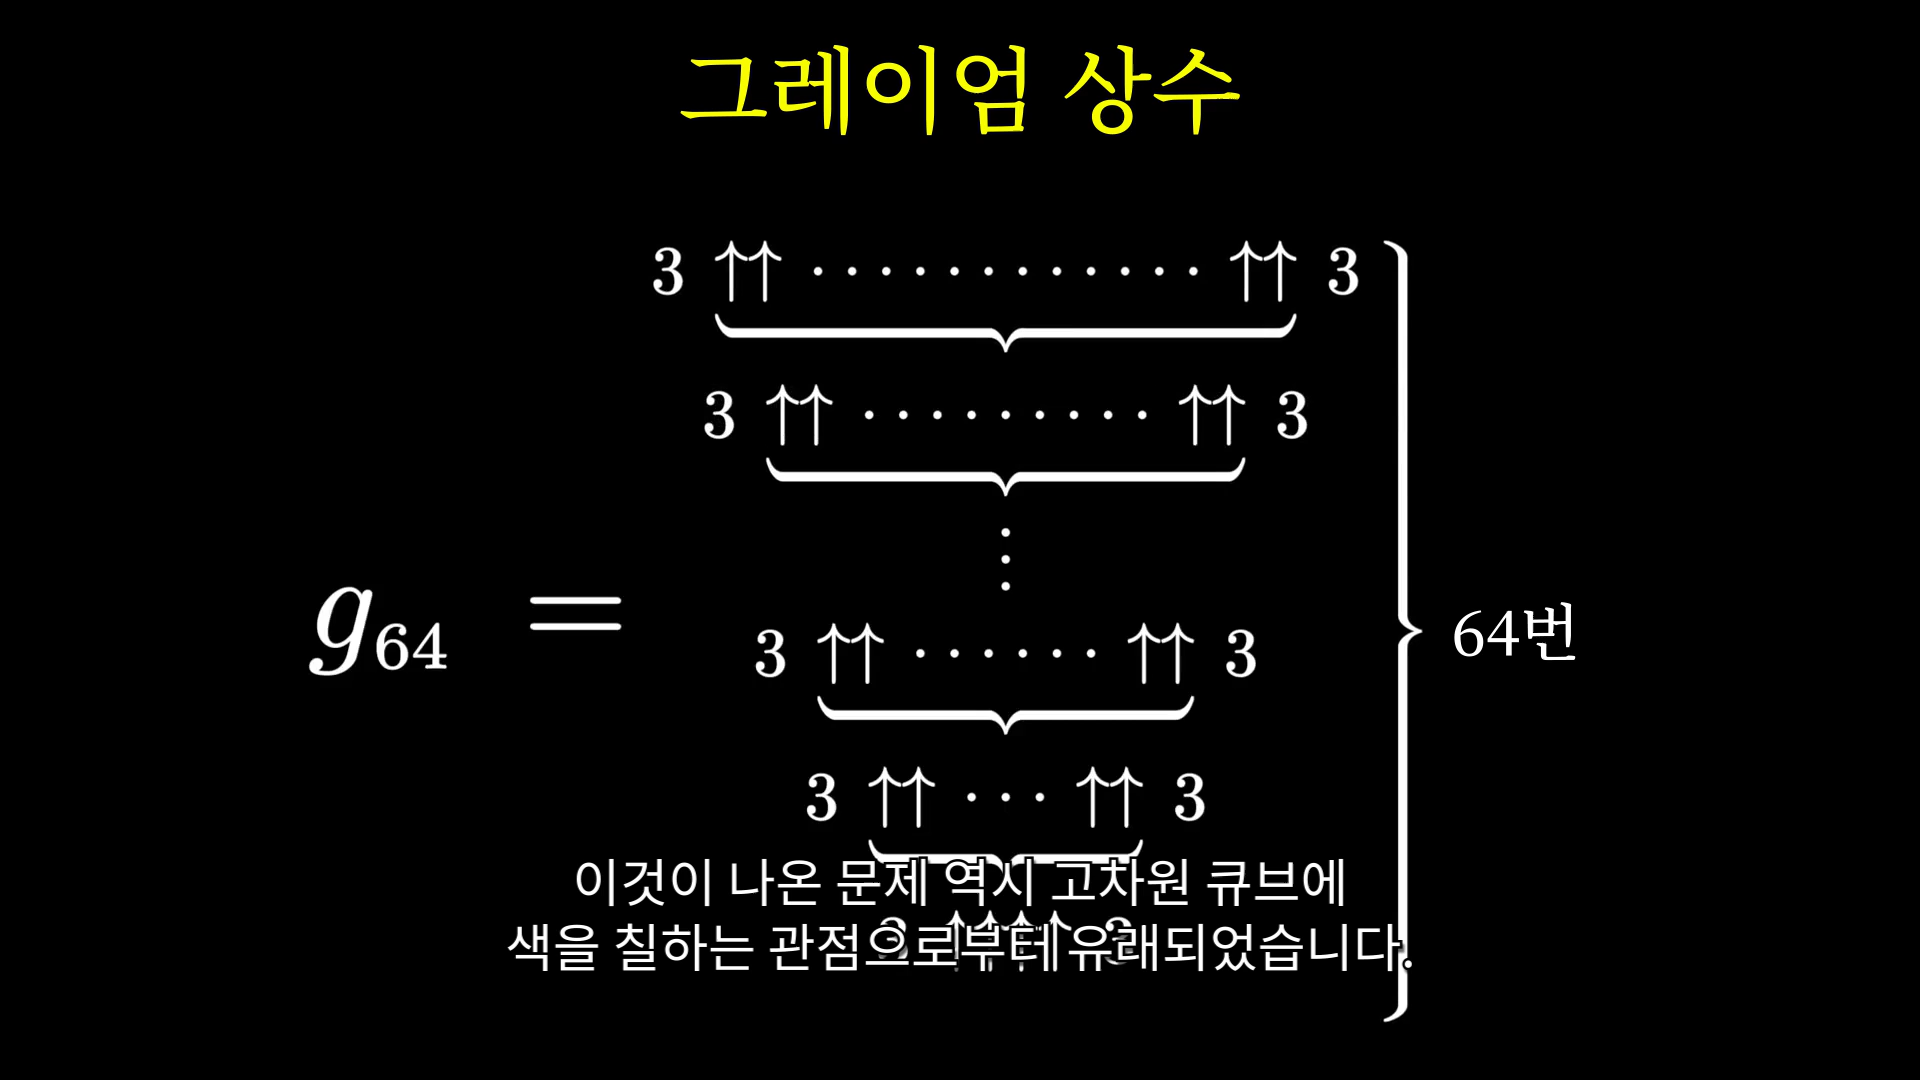 그레이엄 상수
3 ↑↑ · · · · · · · · · · · · ↑↑ 3
3 ↑↑ · · · · · · · · · ↑↑ 3
⋮
g₆₄ =
3 ↑↑ · · · · · · ↑↑ 3
64번
3 ↑↑ · · · ↑↑ 3
3 ↑↑↑↑ 3
이것이 나온 문제 역시 고차원 큐브에
색을 칠하는 관점으로부터 유래되었습니다.